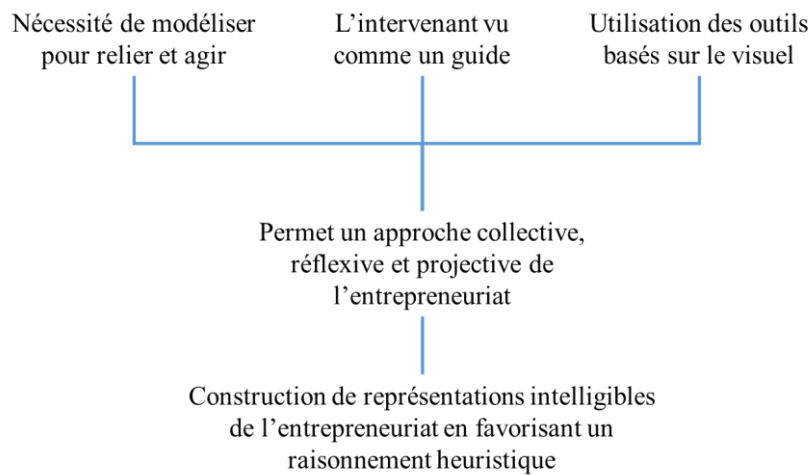 Nécessité de modéliser
pour relier et agir
L’intervenant vu
comme un guide
Utilisation des outils
basés sur le visuel
Permet un approche collective,
réflexive et projective de
l’entrepreneuriat
Construction de représentations intelligibles
de l’entrepreneuriat en favorisant un
raisonnement heuristique